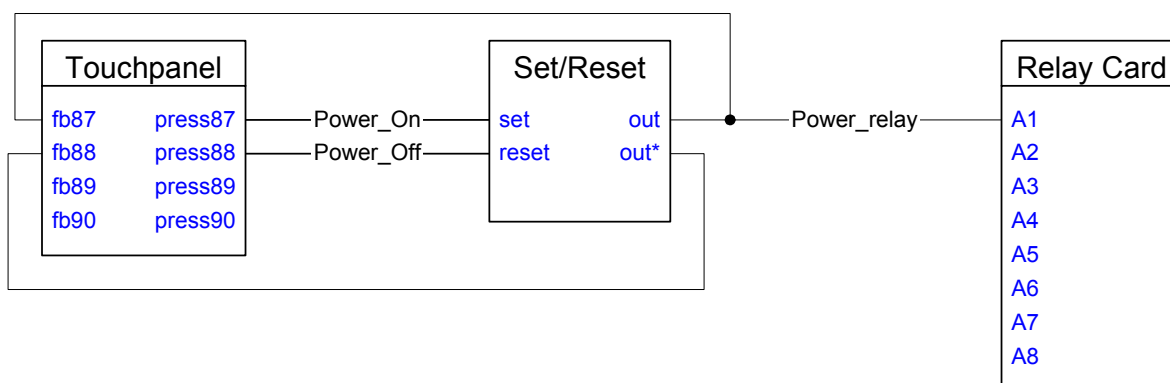 Touchpanel Set/Reset Relay Card
fb87 press87 Power_On set out Power_relay A1
fb88 press88 Power_Off reset out* A2
fb89 press89 A3
fb90 press90 A4
A5
A6
A7
A8